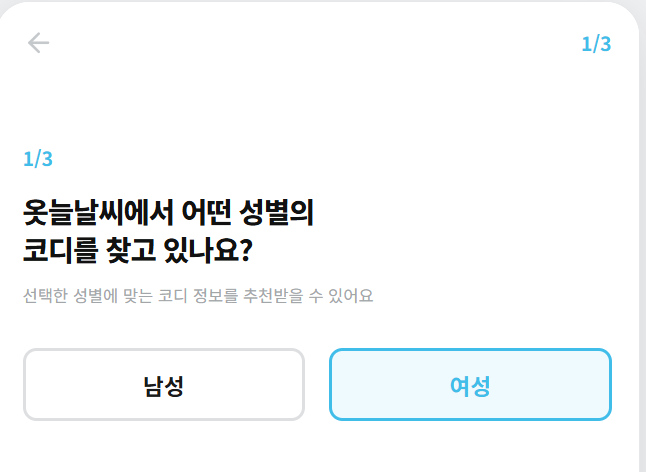 1/3
1/3
옷늘날씨에서 어떤 성별의
코디를 찾고 있나요?
선택한 성별에 맞는 코디 정보를 추천받을 수 있어요
남성
여성